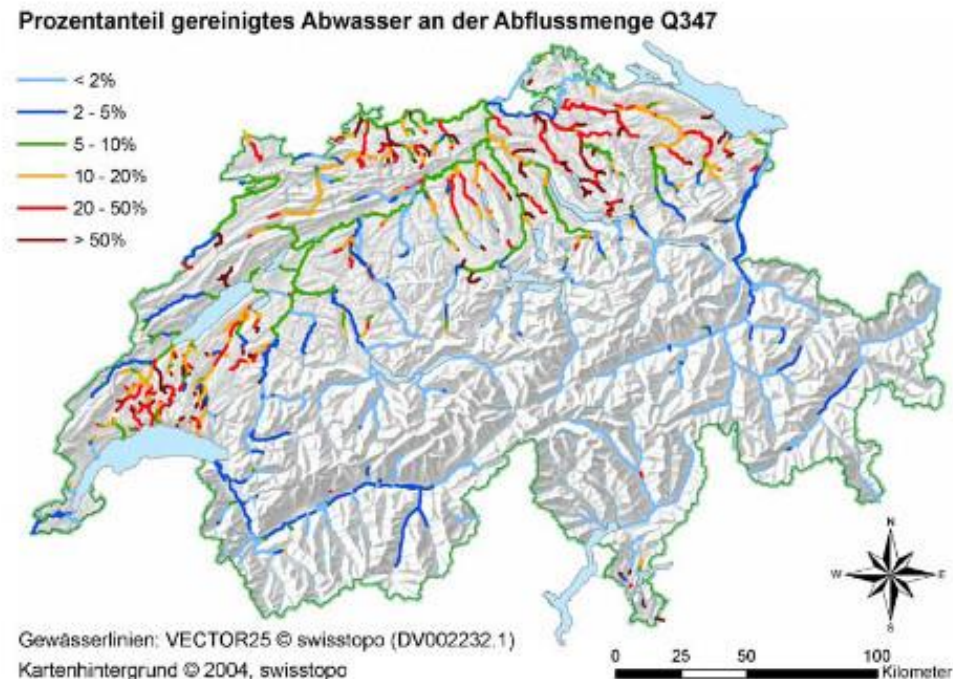 Prozentanteil gereinigtes Abwasser an der Abflussmenge Q347
< 2%
2 - 5%
5 - 10%
10 - 20%
20 - 50%
> 50%
N
W E
S
Gewässerlinien: VECTOR25 © swisstopo (DV002232.1)
Kartenhintergrund © 2004, swisstopo
0 25 50 100
Kilometer